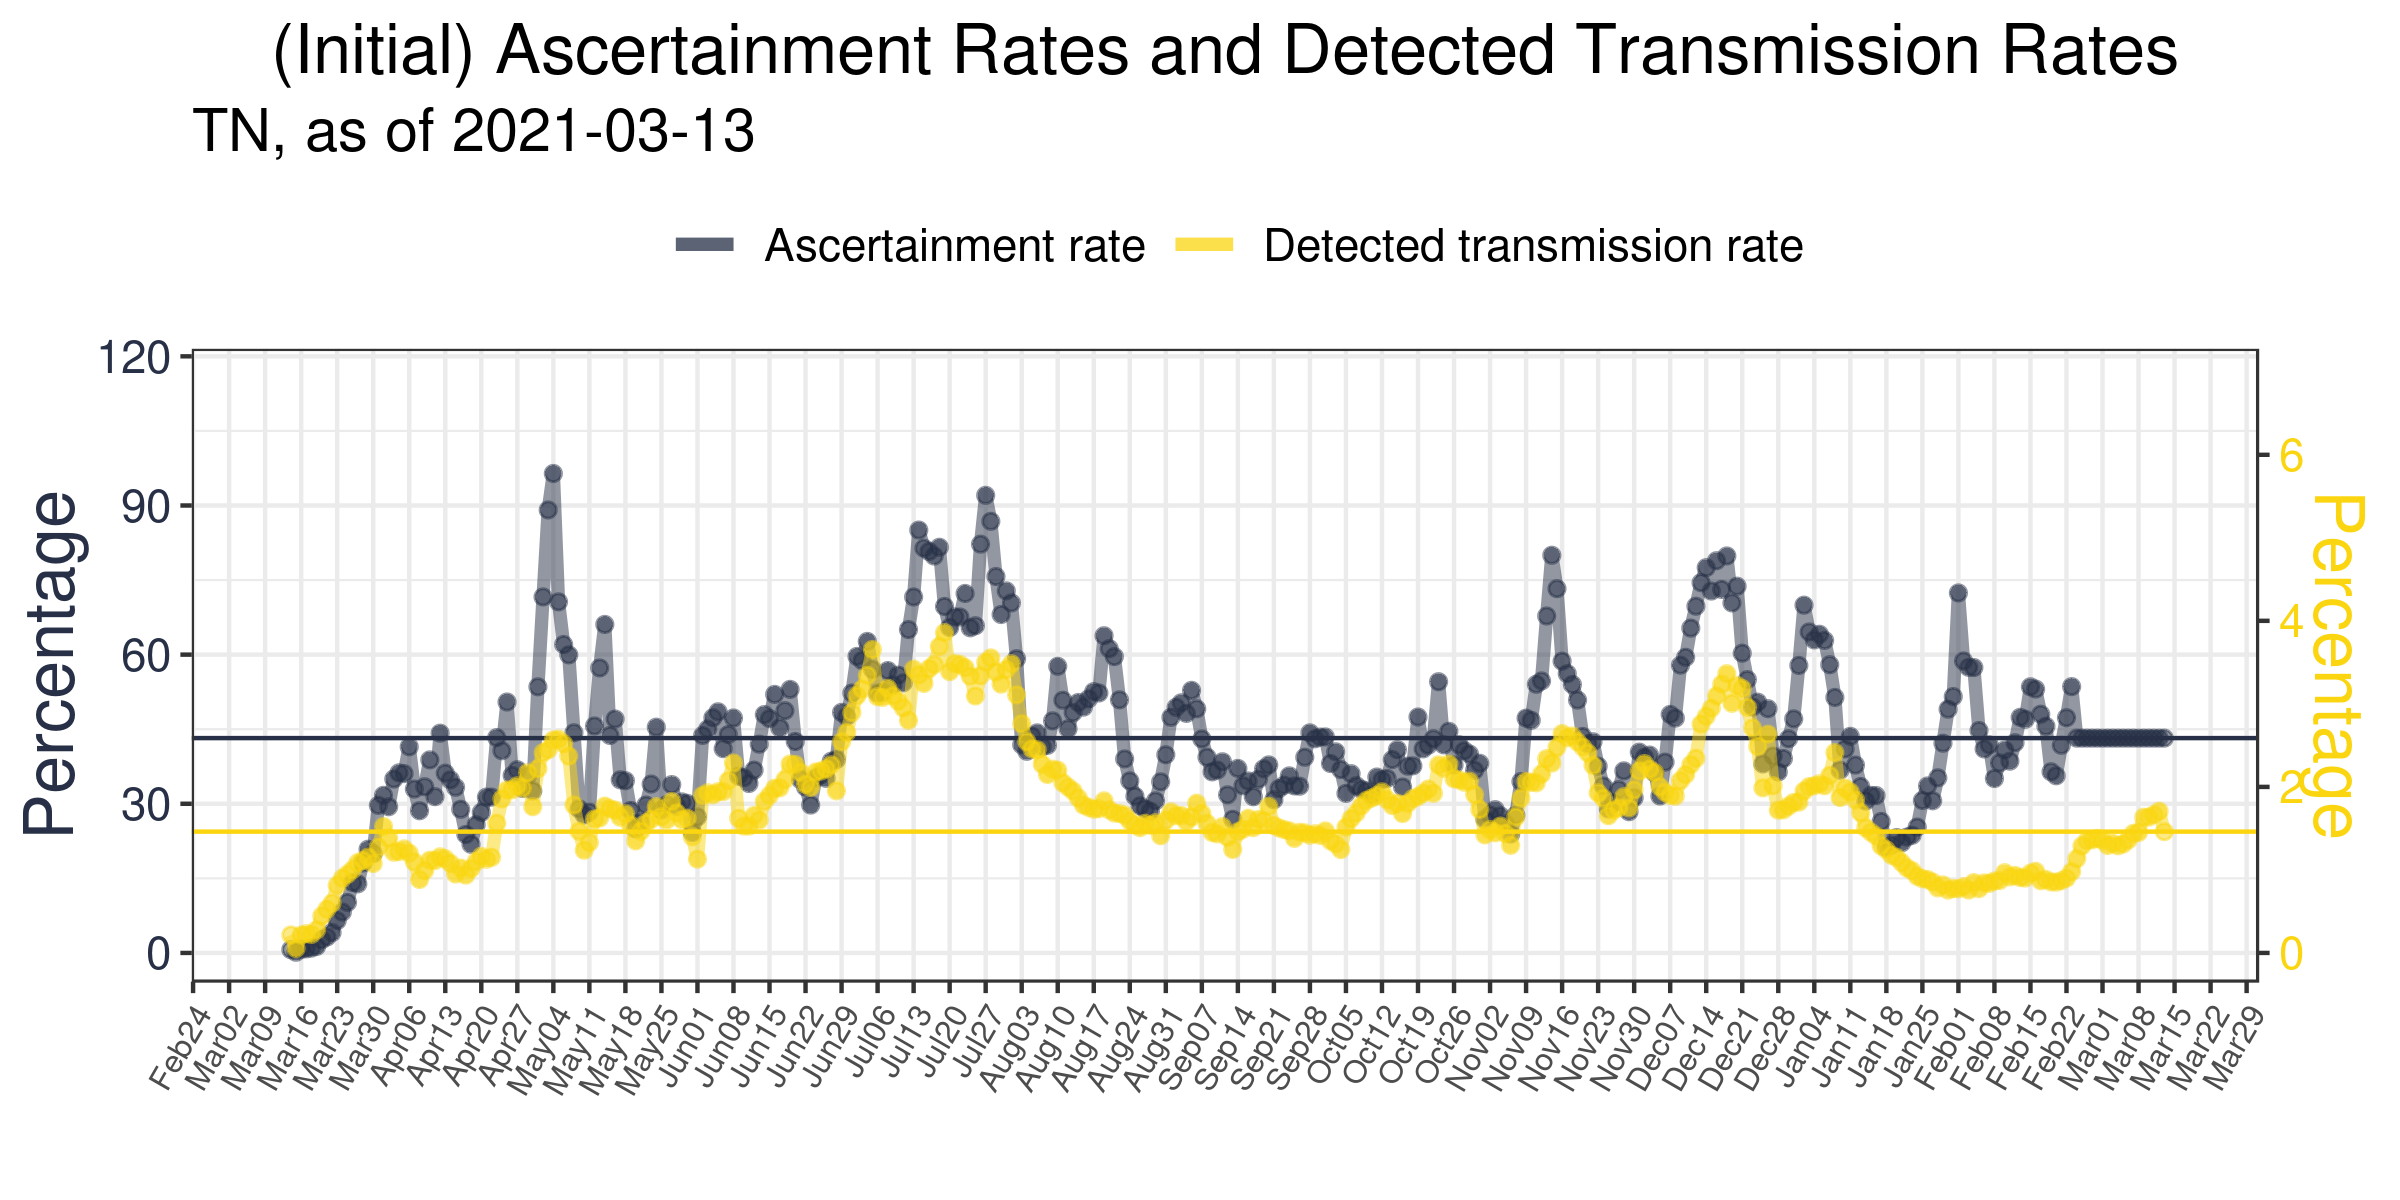 (Initial) Ascertainment Rates and Detected Transmission Rates
TN, as of 2021-03-13
Ascertainment rate Detected transmission rate
120
90
60
30
0
Percentage
6
4
2
0
Percentage
Feb24 Mar02 Mar09 Mar16 Mar23 Mar30 Apr06 Apr13 Apr20 Apr27 May04 May11 May18 May25 Jun01 Jun08 Jun15 Jun22 Jun29 Jul06 Jul13 Jul20 Jul27 Aug03 Aug10 Aug17 Aug24 Aug31 Sep07 Sep14 Sep21 Sep28 Oct05 Oct12 Oct19 Oct26 Nov02 Nov09 Nov16 Nov23 Nov30 Dec07 Dec14 Dec21 Dec28 Jan04 Jan11 Jan18 Jan25 Feb01 Feb08 Feb15 Feb22 Mar01 Mar08 Mar15 Mar22 Mar29